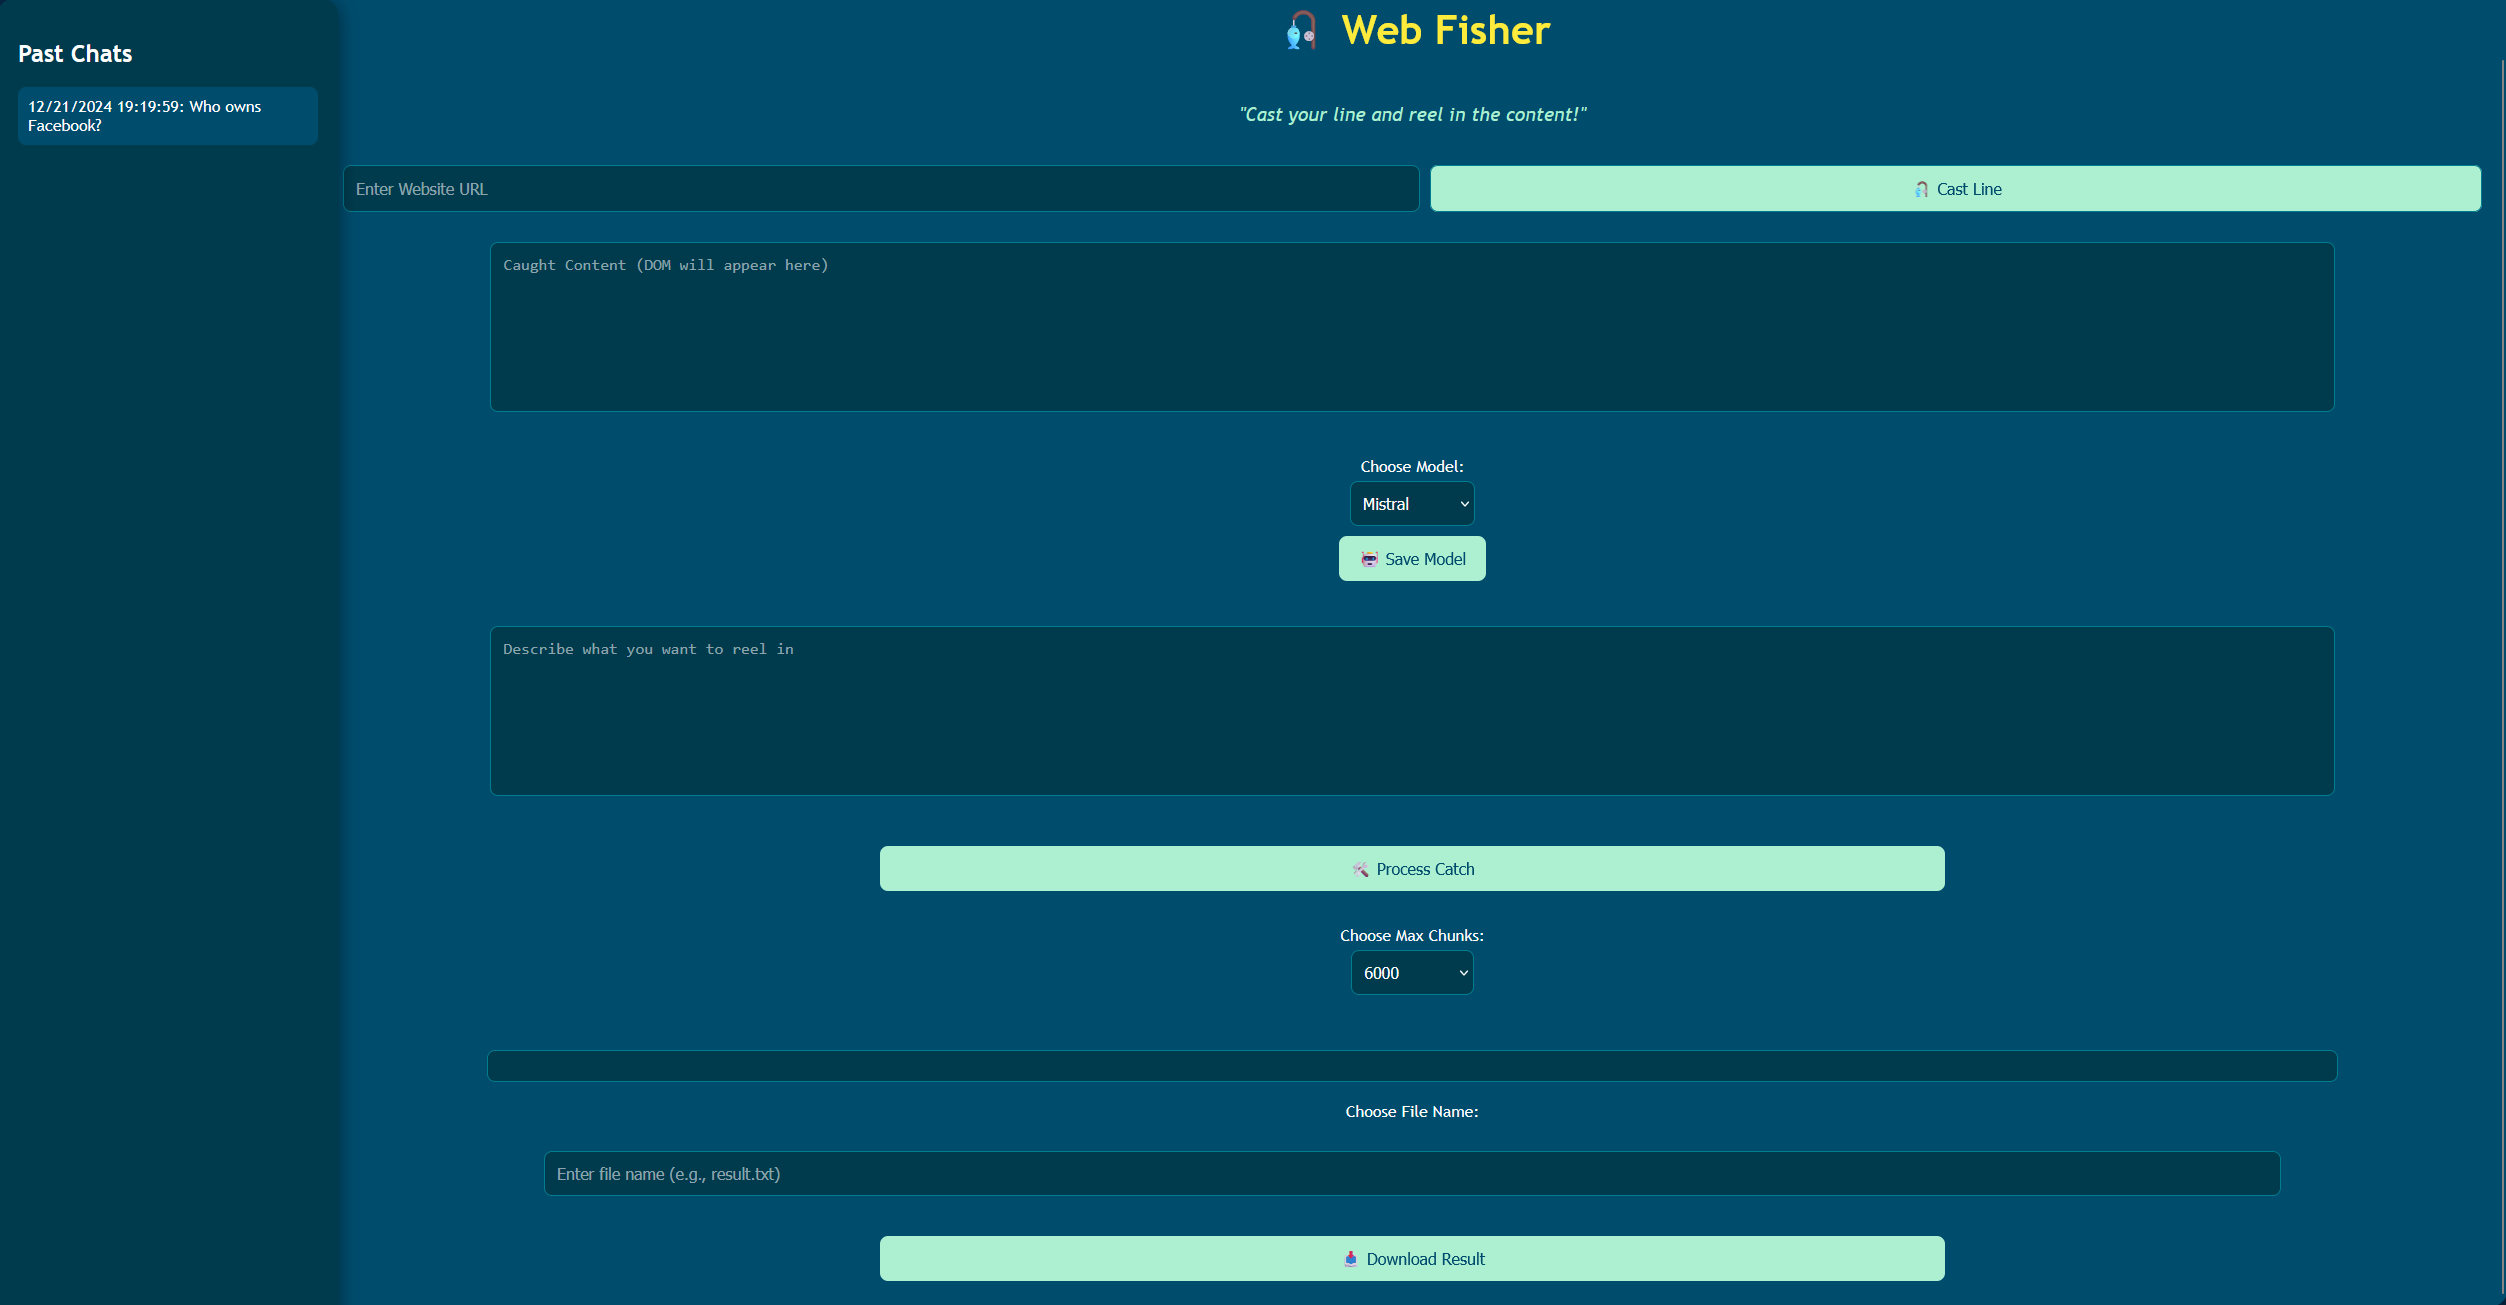 Past Chats
12/21/2024 19:19:59: Who owns
Facebook?
Web Fisher
"Cast your line and reel in the content!"
Enter Website URL
Cast Line
Caught Content (DOM will appear here)
Choose Model:
Mistral
Save Model
Describe what you want to reel in
Process Catch
Choose Max Chunks:
6000
Choose File Name:
Enter file name (e.g., result.txt)
Download Result